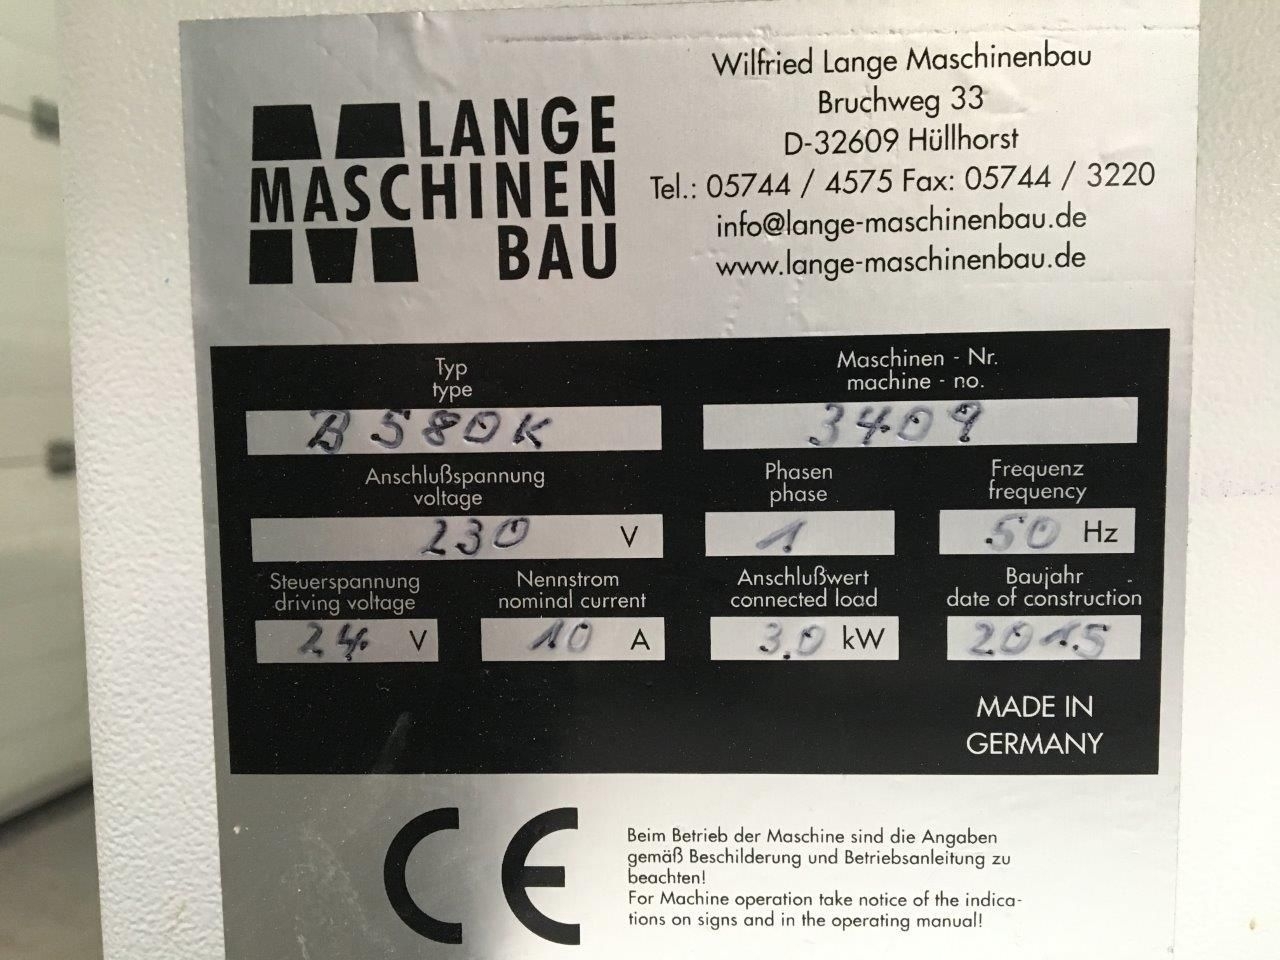 LANGE
MASCHINEN
BAU
Wilfried Lange Maschinenbau
Bruchweg 33
D-32609 Hüllhorst
Tel.: 05744 / 4575 Fax: 05744 / 3220
info@lange-maschinenbau.de
www.lange-maschinenbau.de
Typ
type
B 580K
Maschinen - Nr.
machine - no.
3409
Anschlußspannung
voltage
230 V
Phasen
phase
1
Frequenz
frequency
50 Hz
Steuerspannung
driving voltage
24 V
Nennstrom
nominal current
10 A
Anschlußwert
connected load
3.0 kW
Baujahr
date of construction
2015
MADE IN
GERMANY
CE
Beim Betrieb der Maschine sind die Angaben
gemäß Beschilderung und Betriebsanleitung zu
beachten!
For Machine operation take notice of the indica-
tions on signs and in the operating manual!